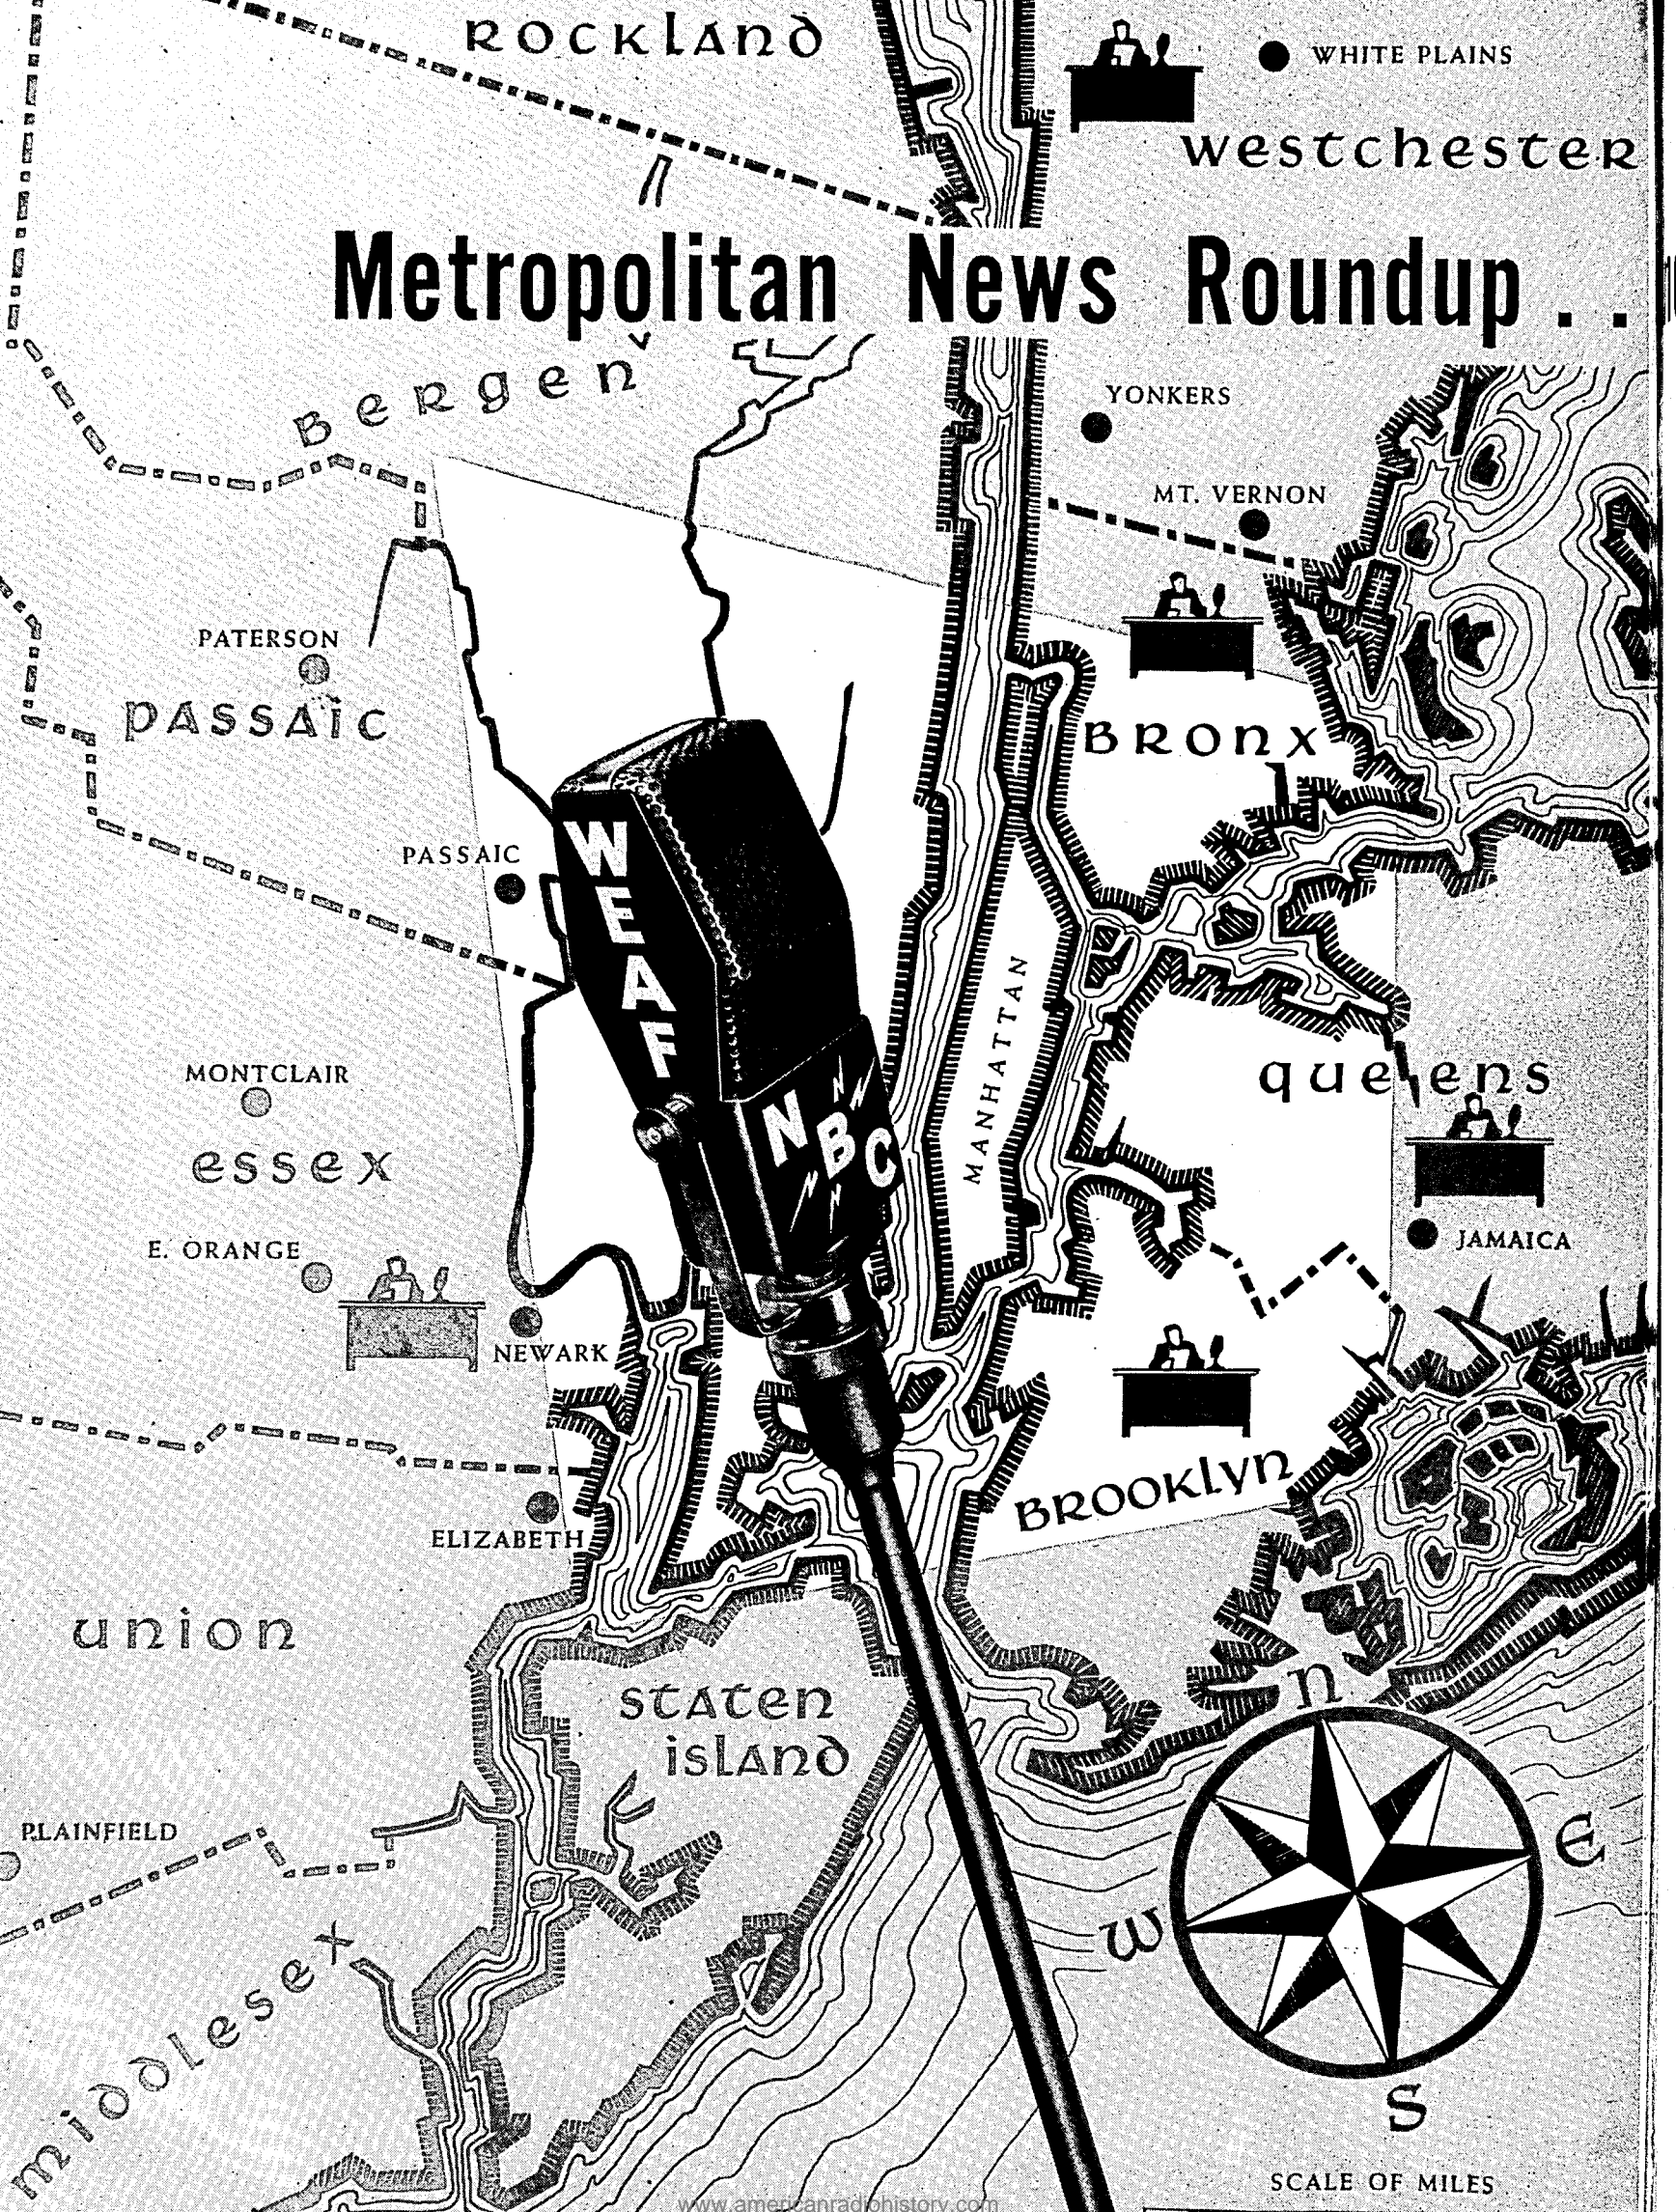 ROCKLAND
WHITE PLAINS
WESTCHESTER
Metropolitan News Roundup . .
BERGEN
YONKERS
MT. VERNON
PATERSON
PASSAIC
BRONX
PASSAIC
WEAF
MANHATTAN
MONTCLAIR
QUEENS
ESSEX
NBC
E. ORANGE
JAMAICA
NEWARK
BROOKLYN
ELIZABETH
UNION
STATEN
ISLAND
N
PLAINFIELD
E
W
MIDDLESEX
S
SCALE OF MILES
www.americanradiohistory.com